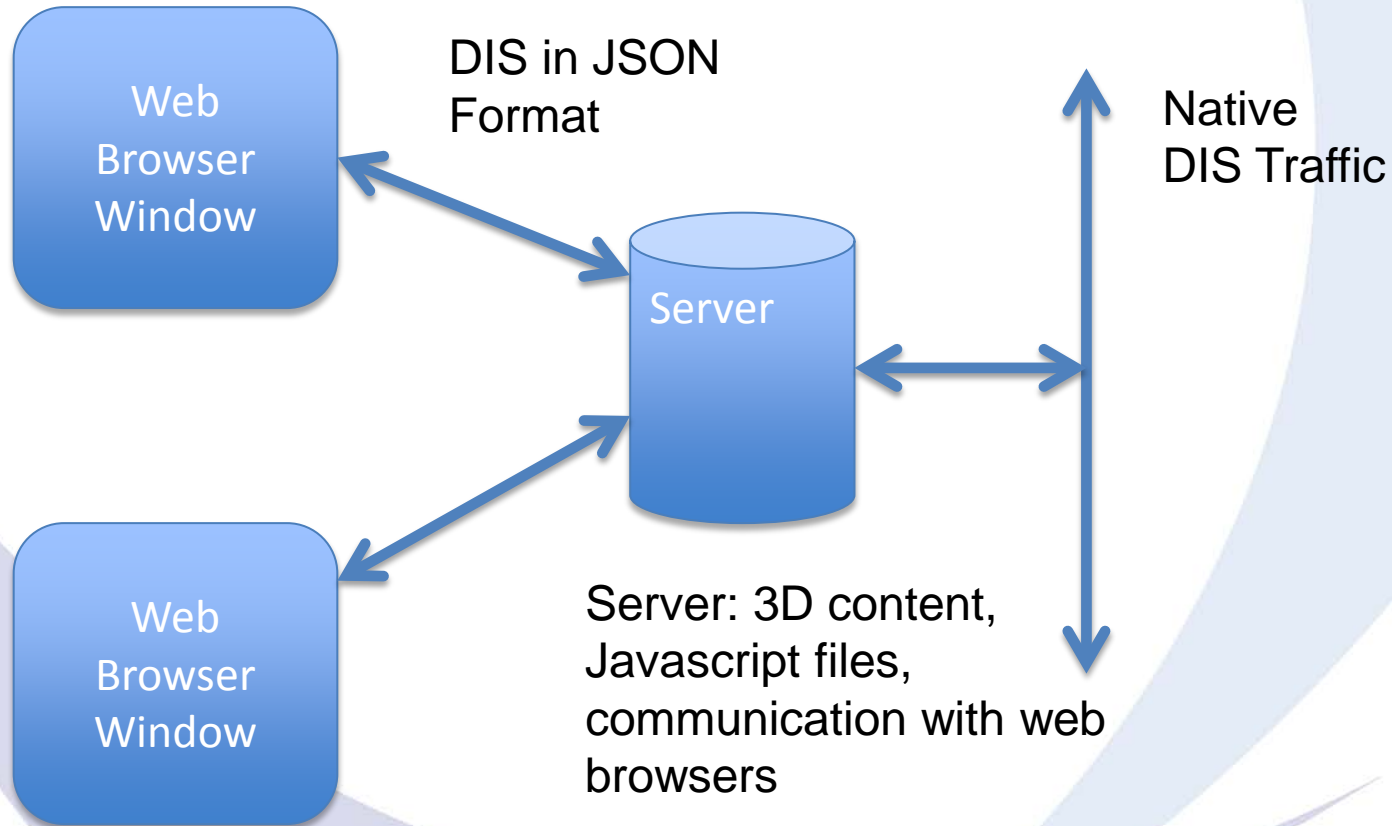 Web
Browser
Window
DIS in JSON
Format
Native
DIS Traffic
Server
Web
Browser
Window
Server: 3D content,
Javascript files,
communication with web
browsers